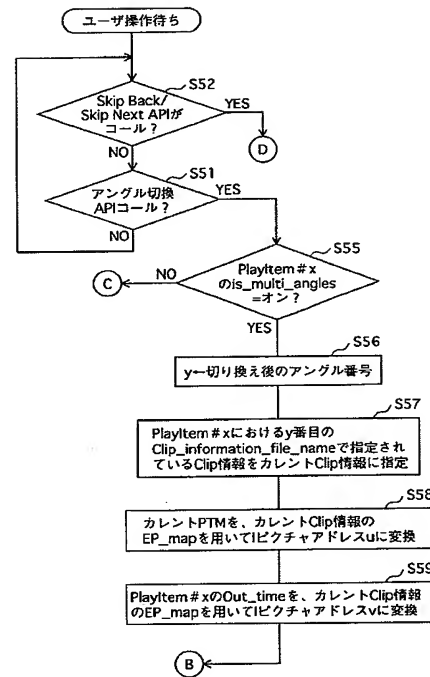 ユーザ操作待ち
S52
Skip Back/
Skip Next APIが
コール？
YES
D
NO
S51
アングル切換
APIコール？
YES
NO
S55
PlayItem＃x
のis_multi_angles
=オン？
NO
C
YES
S56
y←切り換え後のアングル番号
S57
PlayItem＃xにおけるy番目の
Clip_information_file_nameで指定され
ているClip情報をカレントClip情報に指定
S58
カレントPTMを、カレントClip情報の
EP_mapを用いてIピクチャアドレスuに変換
S59
PlayItem＃xのOut_timeを、カレントClip情報
のEP_mapを用いてIピクチャアドレスvに変換
B